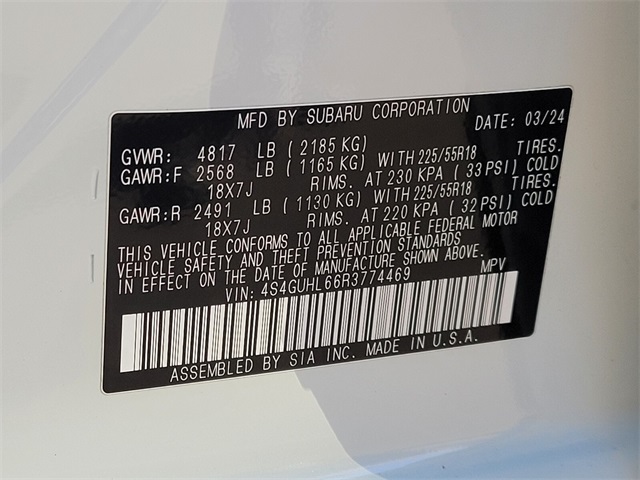 MFD BY SUBARU CORPORATION DATE: 03/24
GVWR: 4817 LB ( 2185 KG)
GAWR:F 2568 LB ( 1165 KG) WITH 225/55R18 TIRES.
18X7J RIMS. AT 230 KPA ( 33 PSI) COLD
GAWR:R 2491 LB ( 1130 KG) WITH 225/55R18 TIRES.
18X7J RIMS. AT 220 KPA ( 32 PSI) COLD
THIS VEHICLE CONFORMS TO ALL APPLICABLE FEDERAL MOTOR
VEHICLE SAFETY AND THEFT PREVENTION STANDARDS
IN EFFECT ON THE DATE OF MANUFACTURE SHOWN ABOVE.
VIN: 4S4GUHL66R3774469 MPV
ASSEMBLED BY SIA INC. MADE IN U.S.A.